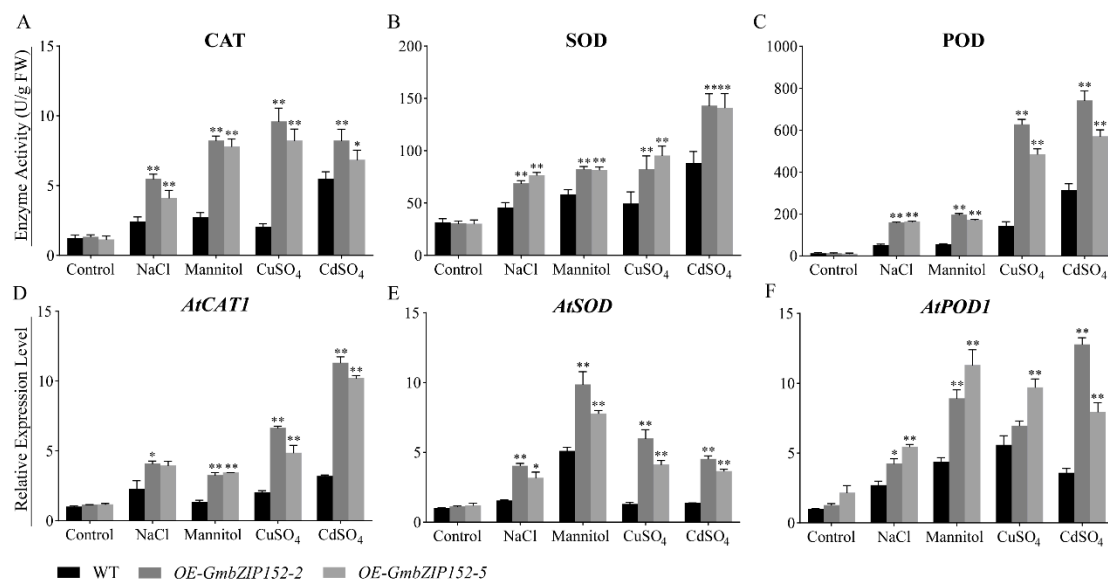 A CAT
B SOD
C POD
Enzyme Activity (U/g FW)
15
10
5
0
** ** ** ** ** ** ** *
Control NaCl Mannitol CuSO₄ CdSO₄
200
150
100
50
0
** ** ** ** ** ** ****
Control NaCl Mannitol CuSO₄ CdSO₄
1000
800
600
400
200
0
** ** ** ** ** ** ** **
Control NaCl Mannitol CuSO₄ CdSO₄
D AtCAT1
E AtSOD
F AtPOD1
Relative Expression Level
15
10
5
0
* ** ** ** ** ** **
Control NaCl Mannitol CuSO₄ CdSO₄
15
10
5
0
** * ** ** ** ** ** **
Control NaCl Mannitol CuSO₄ CdSO₄
15
10
5
0
* ** ** ** ** ** **
Control NaCl Mannitol CuSO₄ CdSO₄
WT OE-GmbZIP152-2 OE-GmbZIP152-5